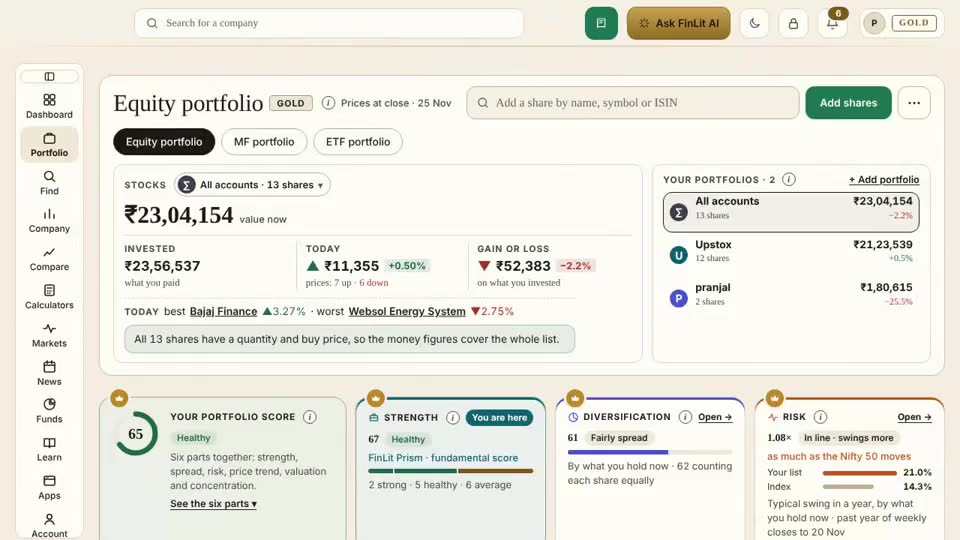 Search for a company
Ask FinLit AI
6
P
GOLD
Dashboard
Portfolio
Find
Company
Compare
Calculators
Markets
News
Funds
Learn
Apps
Account
Equity portfolio
GOLD
i
Prices at close · 25 Nov
Add a share by name, symbol or ISIN
Add shares
Equity portfolio
MF portfolio
ETF portfolio
STOCKS
Σ All accounts · 13 shares ▾
₹23,04,154 value now
INVESTED
₹23,56,537
what you paid
TODAY
▲ ₹11,355 +0.50%
prices: 7 up · 6 down
GAIN OR LOSS
▼ ₹52,383 −2.2%
on what you invested
TODAY best Bajaj Finance ▲3.27% · worst Websol Energy System ▼2.75%
All 13 shares have a quantity and buy price, so the money figures cover the whole list.
YOUR PORTFOLIOS · 2 i + Add portfolio
Σ All accounts ₹23,04,154
13 shares −2.2%
U Upstox ₹21,23,539
12 shares +0.5%
P pranjal ₹1,80,615
2 shares −25.5%
65
YOUR PORTFOLIO SCORE i
Healthy
Six parts together: strength,
spread, risk, price trend, valuation
and concentration.
See the six parts ▾
STRENGTH i You are here
67 Healthy
FinLit Prism · fundamental score
2 strong · 5 healthy · 6 average
DIVERSIFICATION i Open →
61 Fairly spread
By what you hold now · 62 counting
each share equally
RISK i Open →
1.08× In line · swings more
as much as the Nifty 50 moves
Your list 21.0%
Index 14.3%
Typical swing in a year, by what
you hold now · past year of weekly
closes to 20 Nov